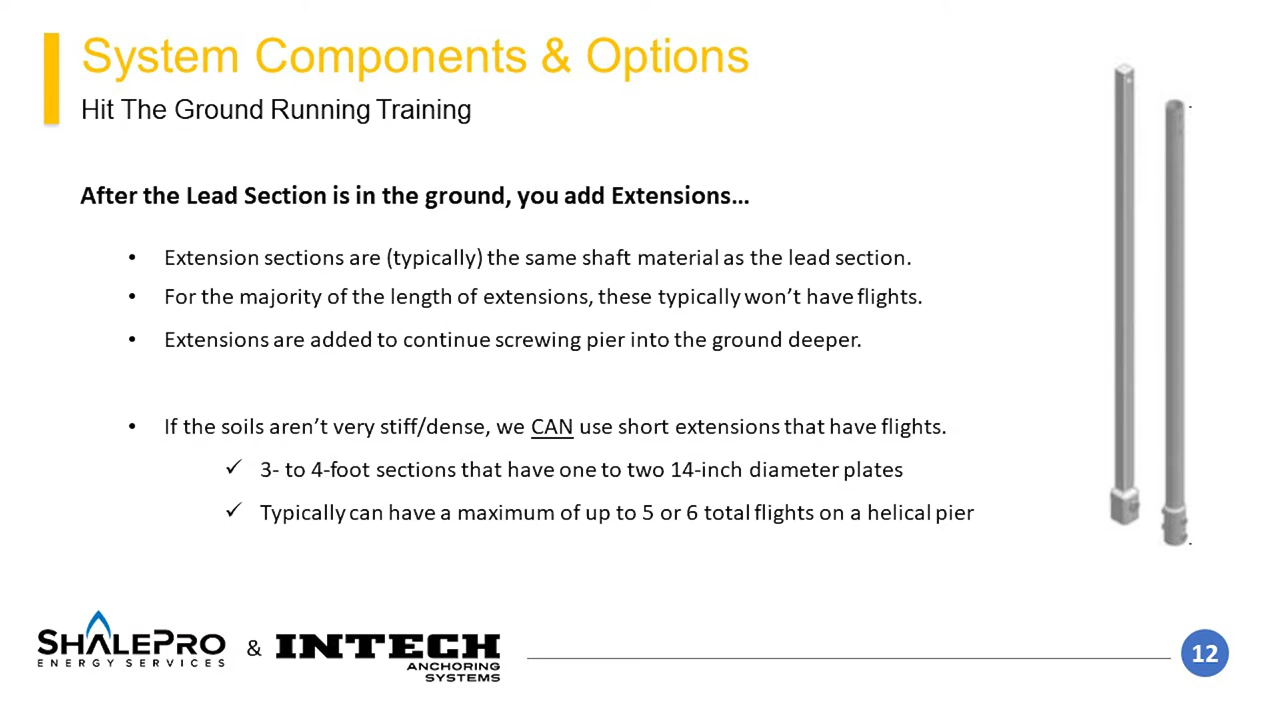 System Components & Options
Hit The Ground Running Training
After the Lead Section is in the ground, you add Extensions…
• Extension sections are (typically) the same shaft material as the lead section.
• For the majority of the length of extensions, these typically won't have flights.
• Extensions are added to continue screwing pier into the ground deeper.
• If the soils aren't very stiff/dense, we CAN use short extensions that have flights.
✓ 3- to 4-foot sections that have one to two 14-inch diameter plates
✓ Typically can have a maximum of up to 5 or 6 total flights on a helical pier
SHALEPRO
ENERGY SERVICES
&
INTECH
ANCHORING
SYSTEMS
12